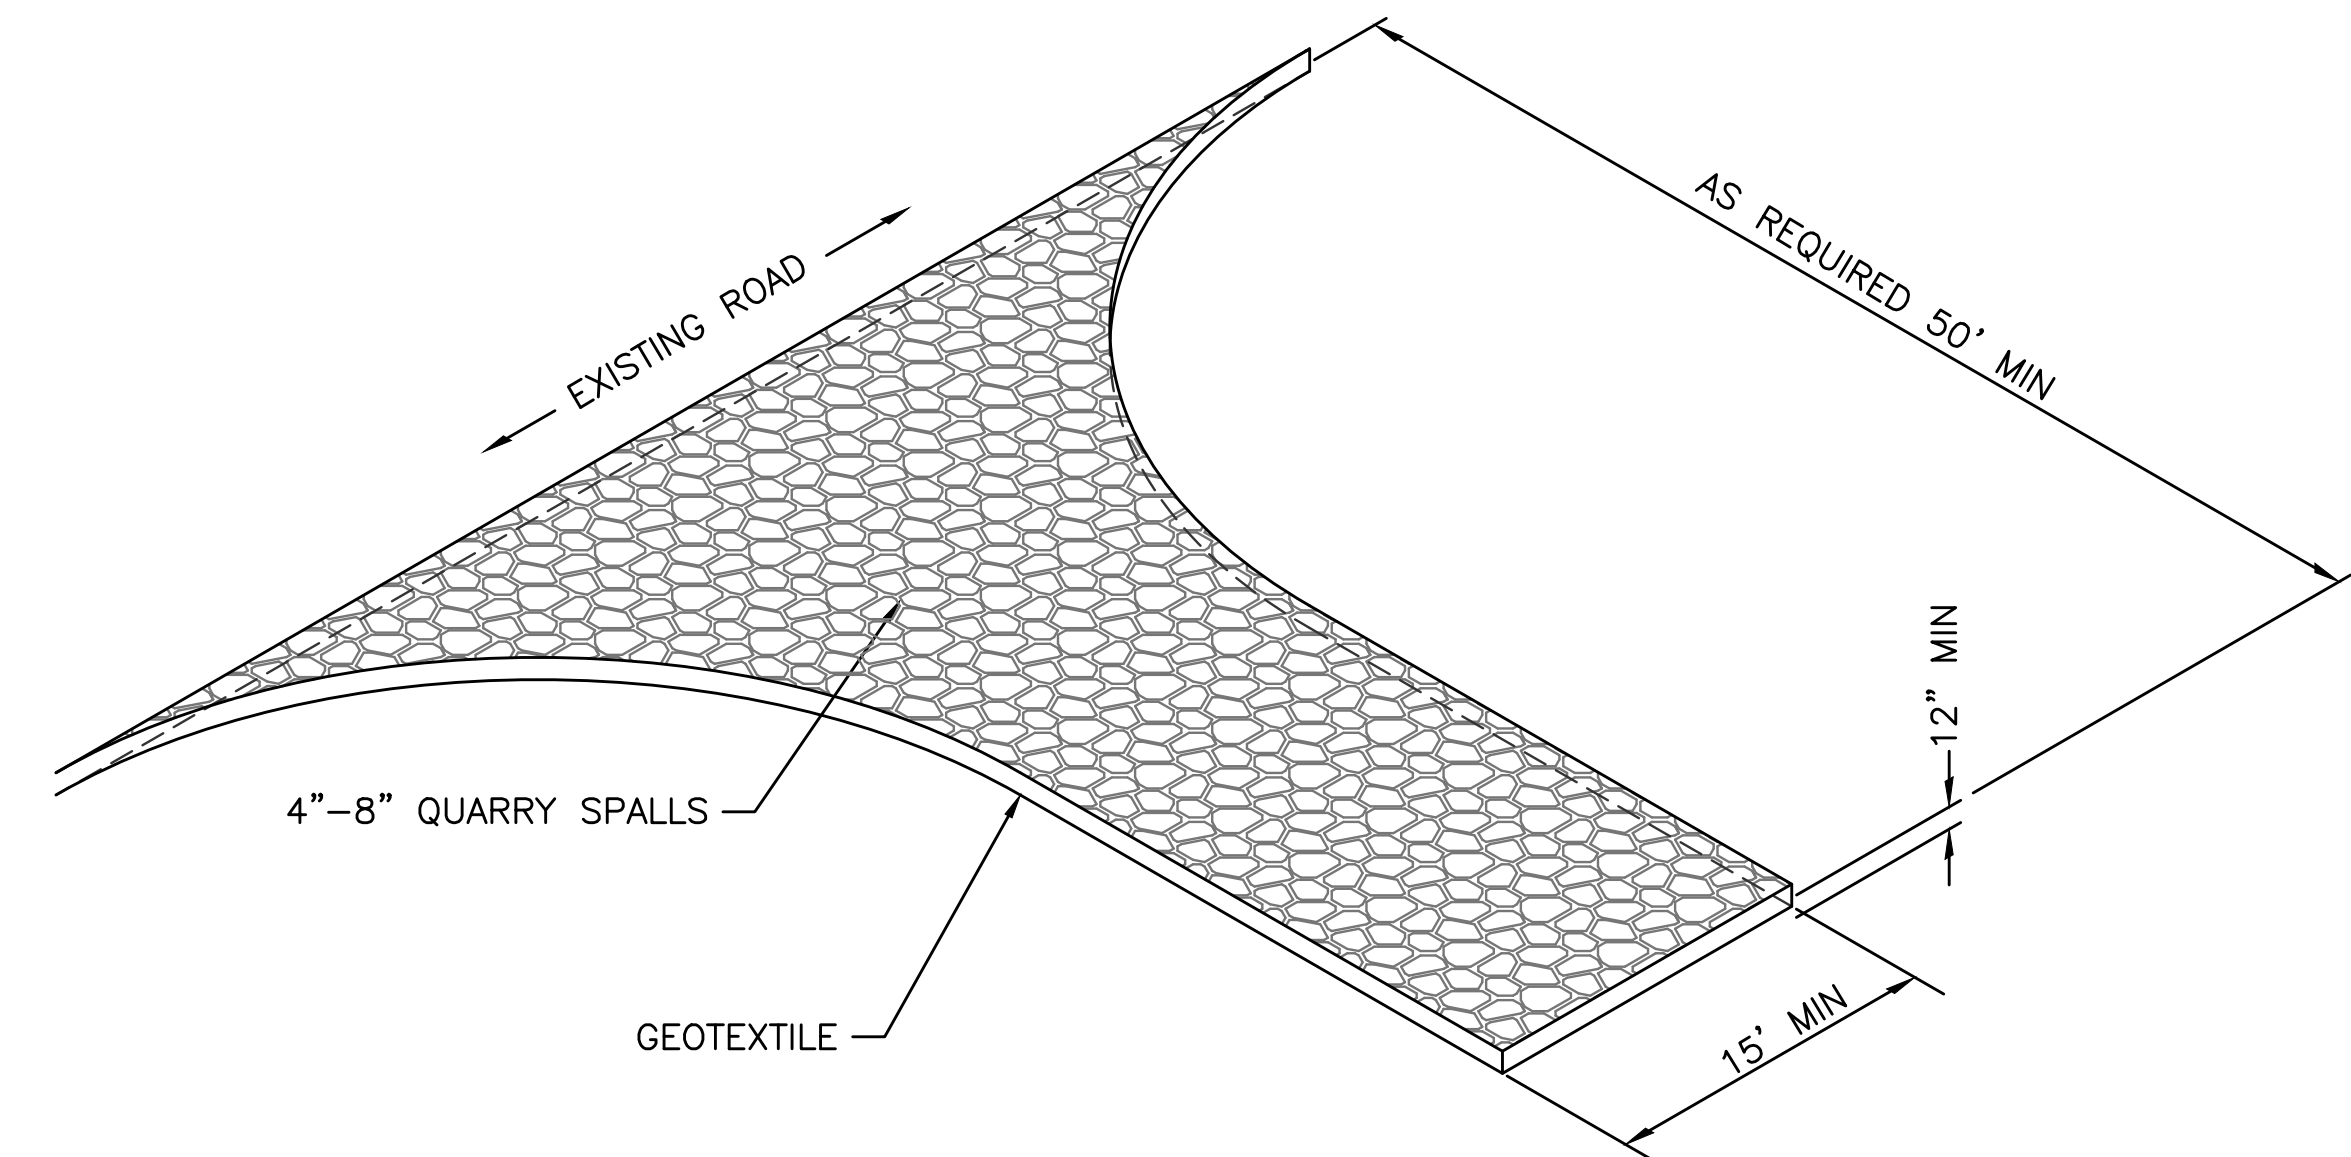 AS REQUIRED 50' MIN
EXISTING ROAD
12" MIN
4"-8" QUARRY SPALLS
GEOTEXTILE
15' MIN